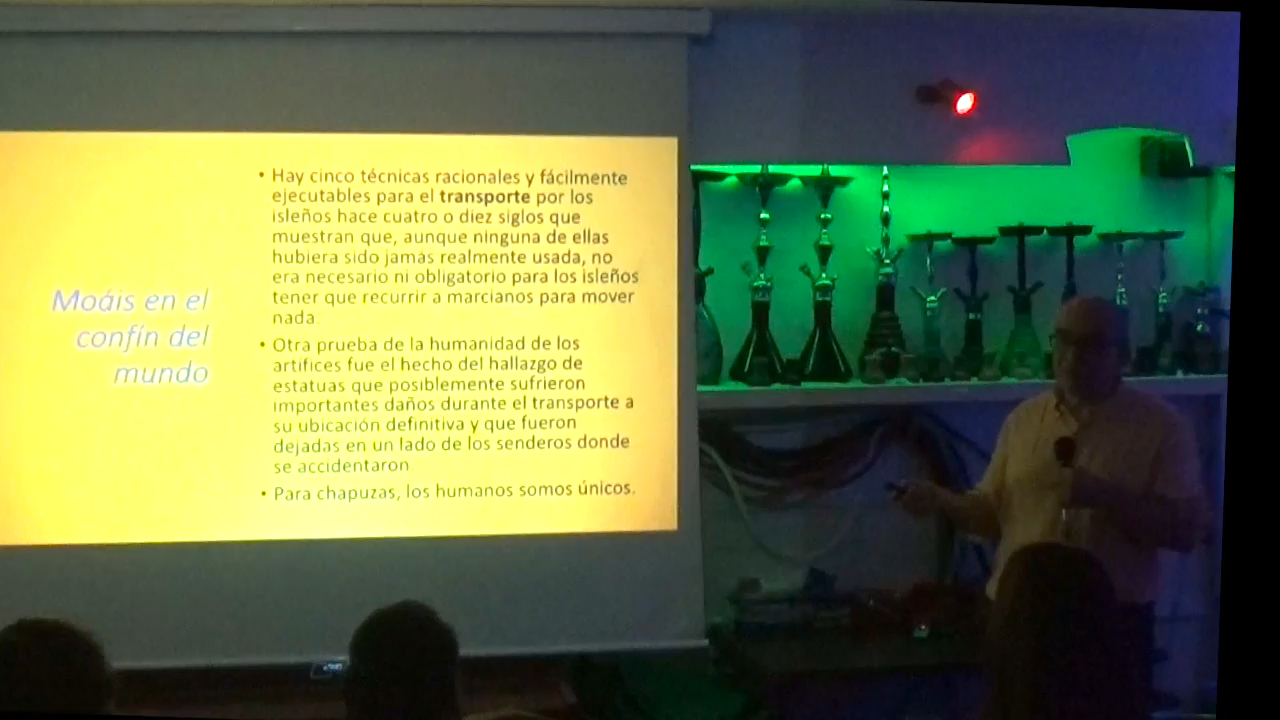 Moáis en el
confín del
mundo
• Hay cinco técnicas racionales y fácilmente
ejecutables para el transporte por los
isleños hace cuatro o diez siglos que
muestran que, aunque ninguna de ellas
hubiera sido jamás realmente usada, no
era necesario ni obligatorio para los isleños
tener que recurrir a marcianos para mover
nada.
• Otra prueba de la humanidad de los
artífices fue el hecho del hallazgo de
estatuas que posiblemente sufrieron
importantes daños durante el transporte a
su ubicación definitiva y que fueron
dejadas en un lado de los senderos donde
se accidentaron
• Para chapuzas, los humanos somos únicos.